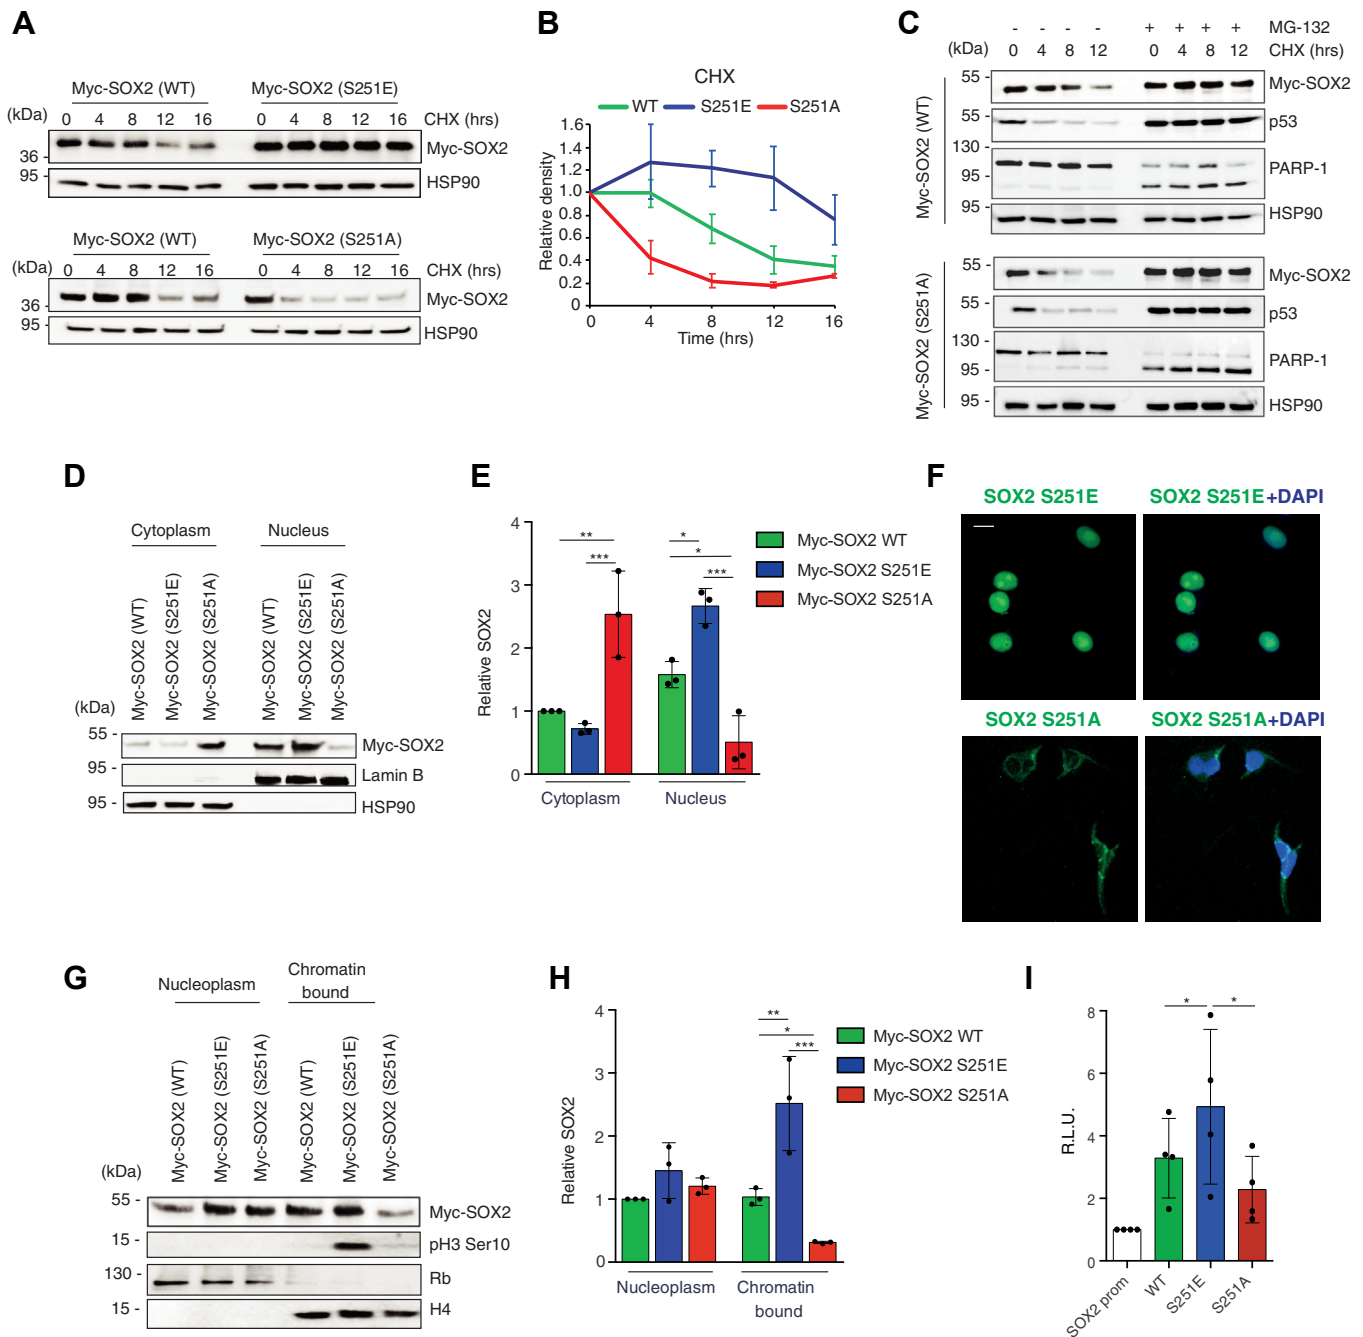 A
Myc-SOX2 (WT) Myc-SOX2 (S251E)
(kDa) 0 4 8 12 16 0 4 8 12 16 CHX (hrs)
Myc-SOX2
36 -
95 -
HSP90
Myc-SOX2 (WT) Myc-SOX2 (S251A)
(kDa) 0 4 8 12 16 0 4 8 12 16 CHX (hrs)
Myc-SOX2
36 -
95 -
HSP90
B
CHX
WT S251E S251A
Relative density
1.6
1.4
1.2
1.0
0.8
0.6
0.4
0.2
0
0 4 8 12 16
Time (hrs)
C
- - - - + + + + MG-132
(kDa) 0 4 8 12 0 4 8 12 CHX (hrs)
Myc-SOX2 (WT)
55 -
Myc-SOX2
55 -
p53
130 -
PARP-1
95 -
95 -
HSP90
Myc-SOX2 (S251A)
55 -
Myc-SOX2
55 -
p53
130 -
PARP-1
95 -
95 -
HSP90
D
Cytoplasm Nucleus
Myc-SOX2 (WT)
Myc-SOX2 (S251E)
Myc-SOX2 (S251A)
Myc-SOX2 (WT)
Myc-SOX2 (S251E)
Myc-SOX2 (S251A)
(kDa)
55 -
Myc-SOX2
95 -
Lamin B
95 -
HSP90
E
Relative SOX2
4
3
2
1
0
** *** * * ***
Cytoplasm Nucleus
Myc-SOX2 WT
Myc-SOX2 S251E
Myc-SOX2 S251A
F
SOX2 S251E SOX2 S251E+DAPI
SOX2 S251A SOX2 S251A+DAPI
G
Nucleoplasm Chromatin
bound
Myc-SOX2 (WT)
Myc-SOX2 (S251E)
Myc-SOX2 (S251A)
Myc-SOX2 (WT)
Myc-SOX2 (S251E)
Myc-SOX2 (S251A)
(kDa)
55 -
Myc-SOX2
15 -
pH3 Ser10
130 -
Rb
15 -
H4
H
Relative SOX2
4
3
2
1
0
** * ***
Nucleoplasm Chromatin
bound
Myc-SOX2 WT
Myc-SOX2 S251E
Myc-SOX2 S251A
I
R.L.U.
8
6
4
2
0
* *
SOX2 prom
WT
S251E
S251A